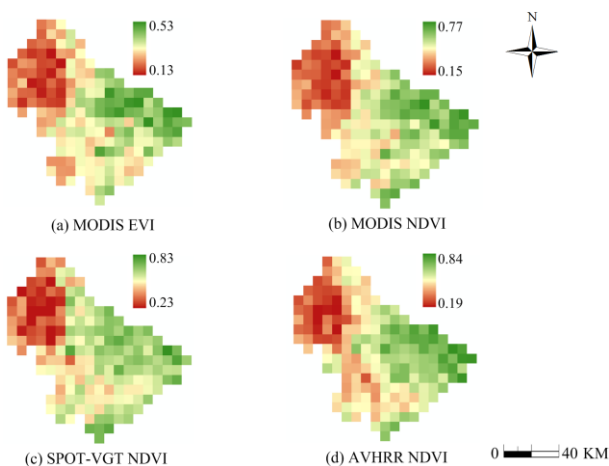 N
0.53
0.13
0.77
0.15
(a) MODIS EVI
(b) MODIS NDVI
0.83
0.23
0.84
0.19
(c) SPOT-VGT NDVI
(d) AVHRR NDVI
0 40 KM